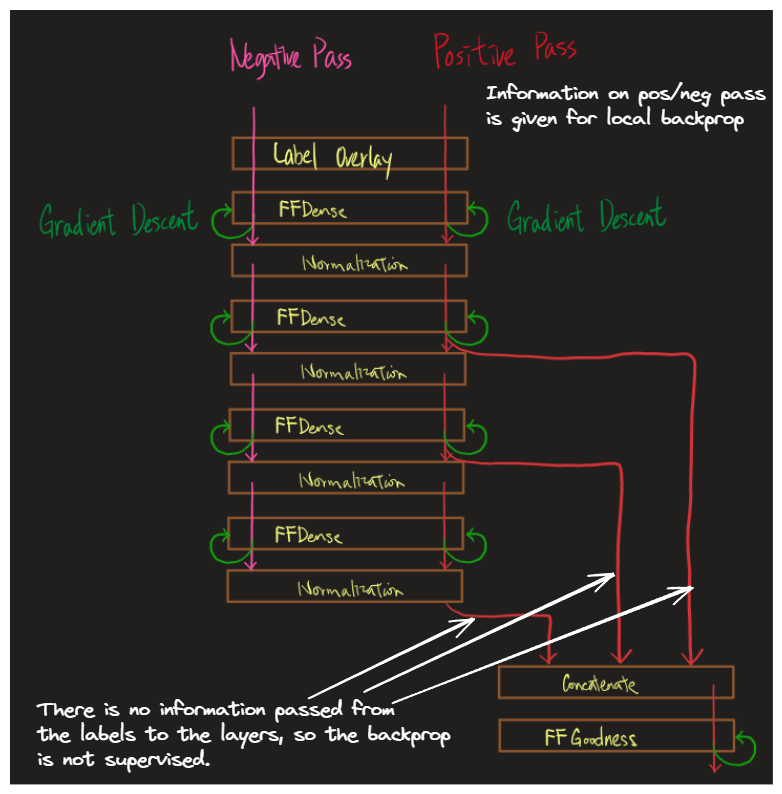 Negative Pass
Positive Pass
Information on pos/neg pass
is given for local backprop
Label Overlay
Gradient Descent
FFDense
Gradient Descent
Normalization
FFDense
Normalization
FFDense
Normalization
FFDense
Normalization
There is no information passed from
the labels to the layers, so the backprop
is not supervised.
Concatenate
FF Goodness